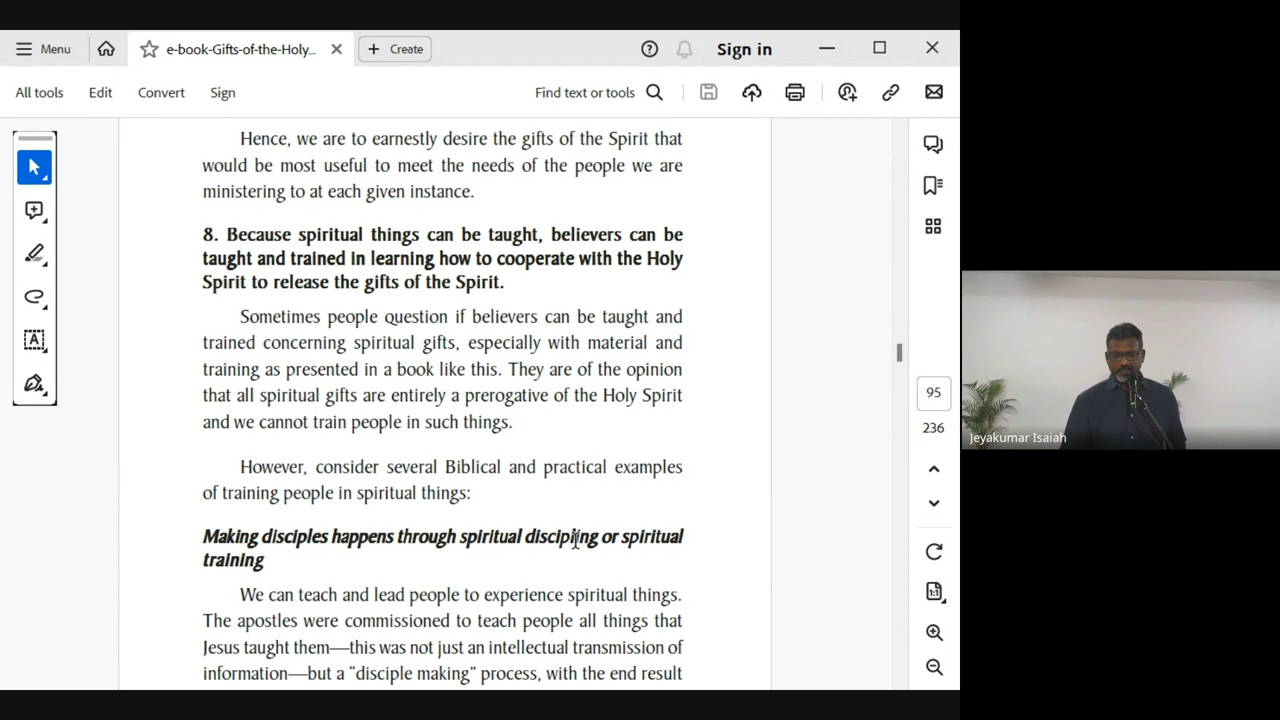 Menu
e-book-Gifts-of-the-Holy...
Create
Sign in
All tools
Edit
Convert
Sign
Find text or tools
Hence, we are to earnestly desire the gifts of the Spirit that
would be most useful to meet the needs of the people we are
ministering to at each given instance.
8. Because spiritual things can be taught, believers can be
taught and trained in learning how to cooperate with the Holy
Spirit to release the gifts of the Spirit.
Sometimes people question if believers can be taught and
trained concerning spiritual gifts, especially with material and
training as presented in a book like this. They are of the opinion
that all spiritual gifts are entirely a prerogative of the Holy Spirit
and we cannot train people in such things.
However, consider several Biblical and practical examples
of training people in spiritual things:
Making disciples happens through spiritual discipling or spiritual
training
We can teach and lead people to experience spiritual things.
The apostles were commissioned to teach people all things that
Jesus taught them—this was not just an intellectual transmission of
information—but a "disciple making" process, with the end result
95
236
1:1
Jeyakumar Isaiah